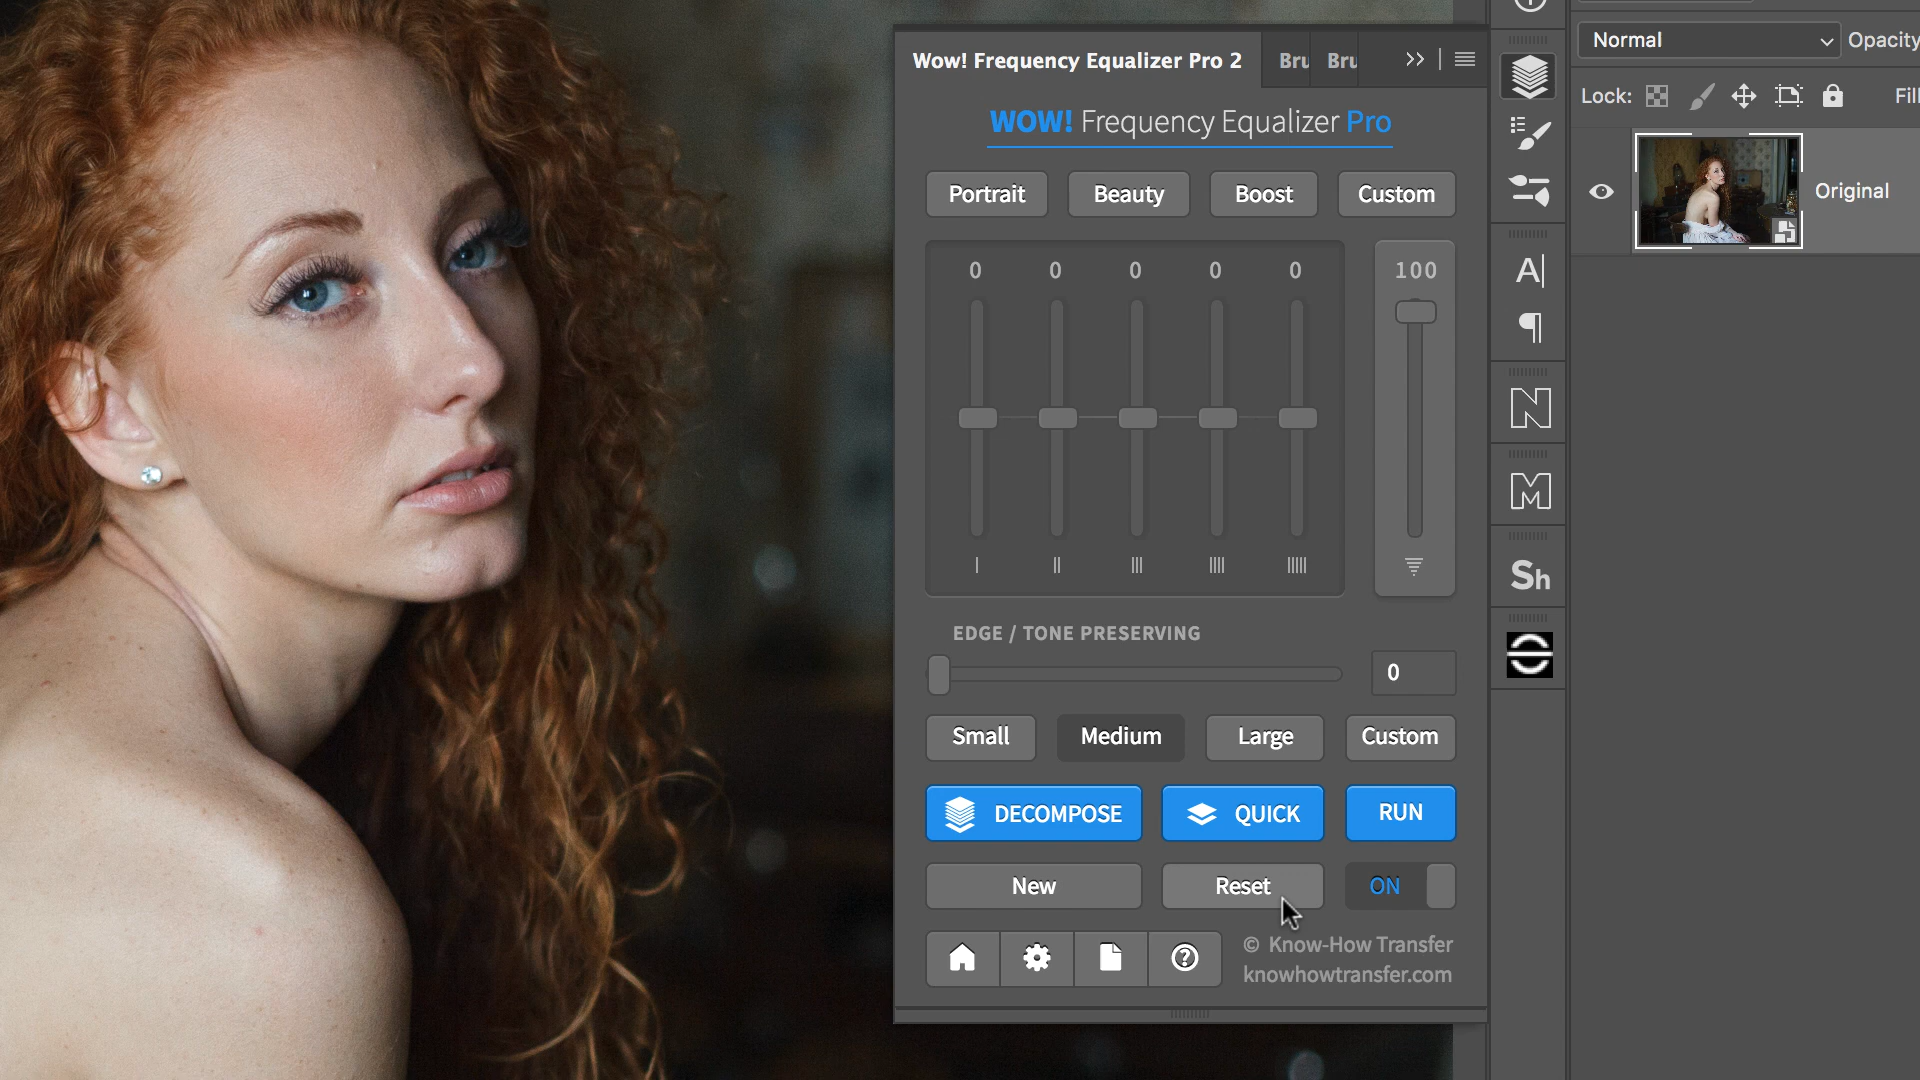 Wow! Frequency Equalizer Pro 2
Bru
Bru
WOW! Frequency Equalizer Pro
Portrait
Beauty
Boost
Custom
0
0
0
0
0
100
EDGE / TONE PRESERVING
0
Small
Medium
Large
Custom
DECOMPOSE
QUICK
RUN
New
Reset
ON
© Know-How Transfer
knowhowtransfer.com
A
N
M
Sh
Normal
Opacity
Lock:
Fill
Original